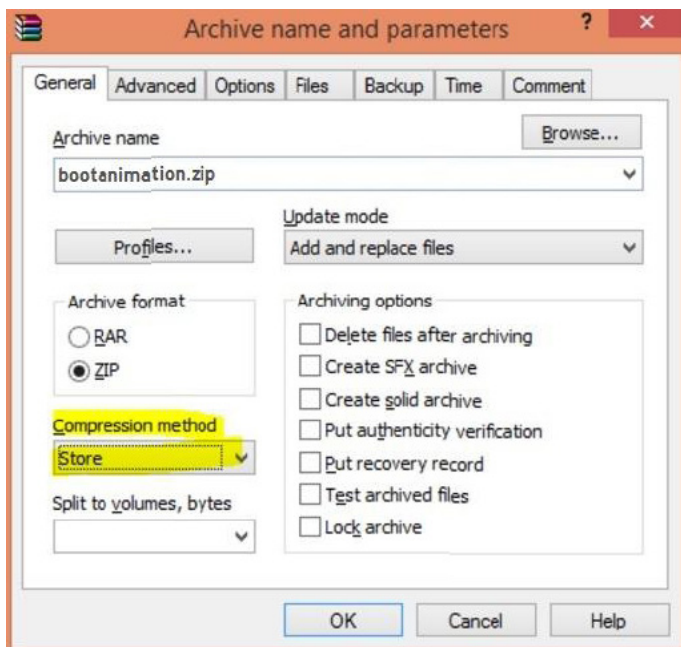 Archive name and parameters ? ×
General Advanced Options Files Backup Time Comment
Archive name Browse...
bootanimation.zip
Update mode
Profiles... Add and replace files
Archive format Archiving options
RAR Delete files after archiving
ZIP Create SFX archive
Create solid archive
Compression method Put authenticity verification
Store Put recovery record
Split to volumes, bytes Test archived files
Lock archive
OK Cancel Help